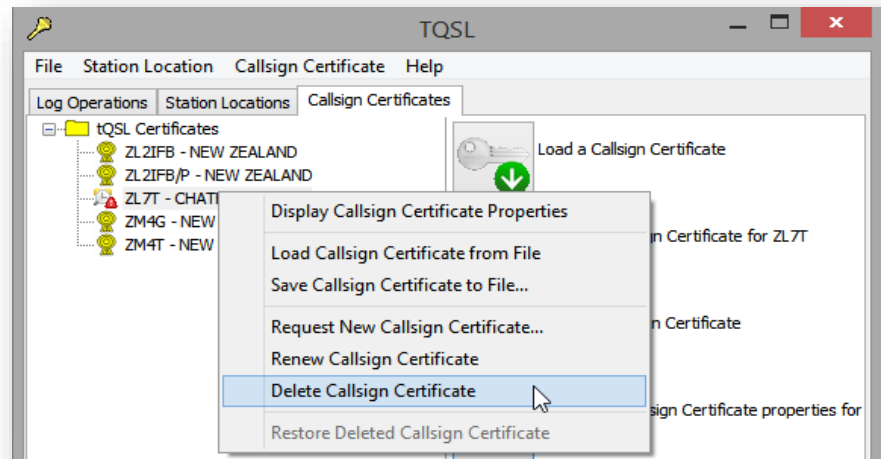 TQSL
File Station Location Callsign Certificate Help
Log Operations Station Locations Callsign Certificates
tQSL Certificates
ZL2IFB - NEW ZEALAND
ZL2IFB/P - NEW ZEALAND
ZL7T -
ZM4G - NEW
ZM4T - NEW
Load a Callsign Certificate
Certificate for ZL7T
Certificate
Certificate properties for
Display Callsign Certificate Properties
Load Callsign Certificate from File
Save Callsign Certificate to File...
Request New Callsign Certificate...
Renew Callsign Certificate
Delete Callsign Certificate
Restore Deleted Callsign Certificate